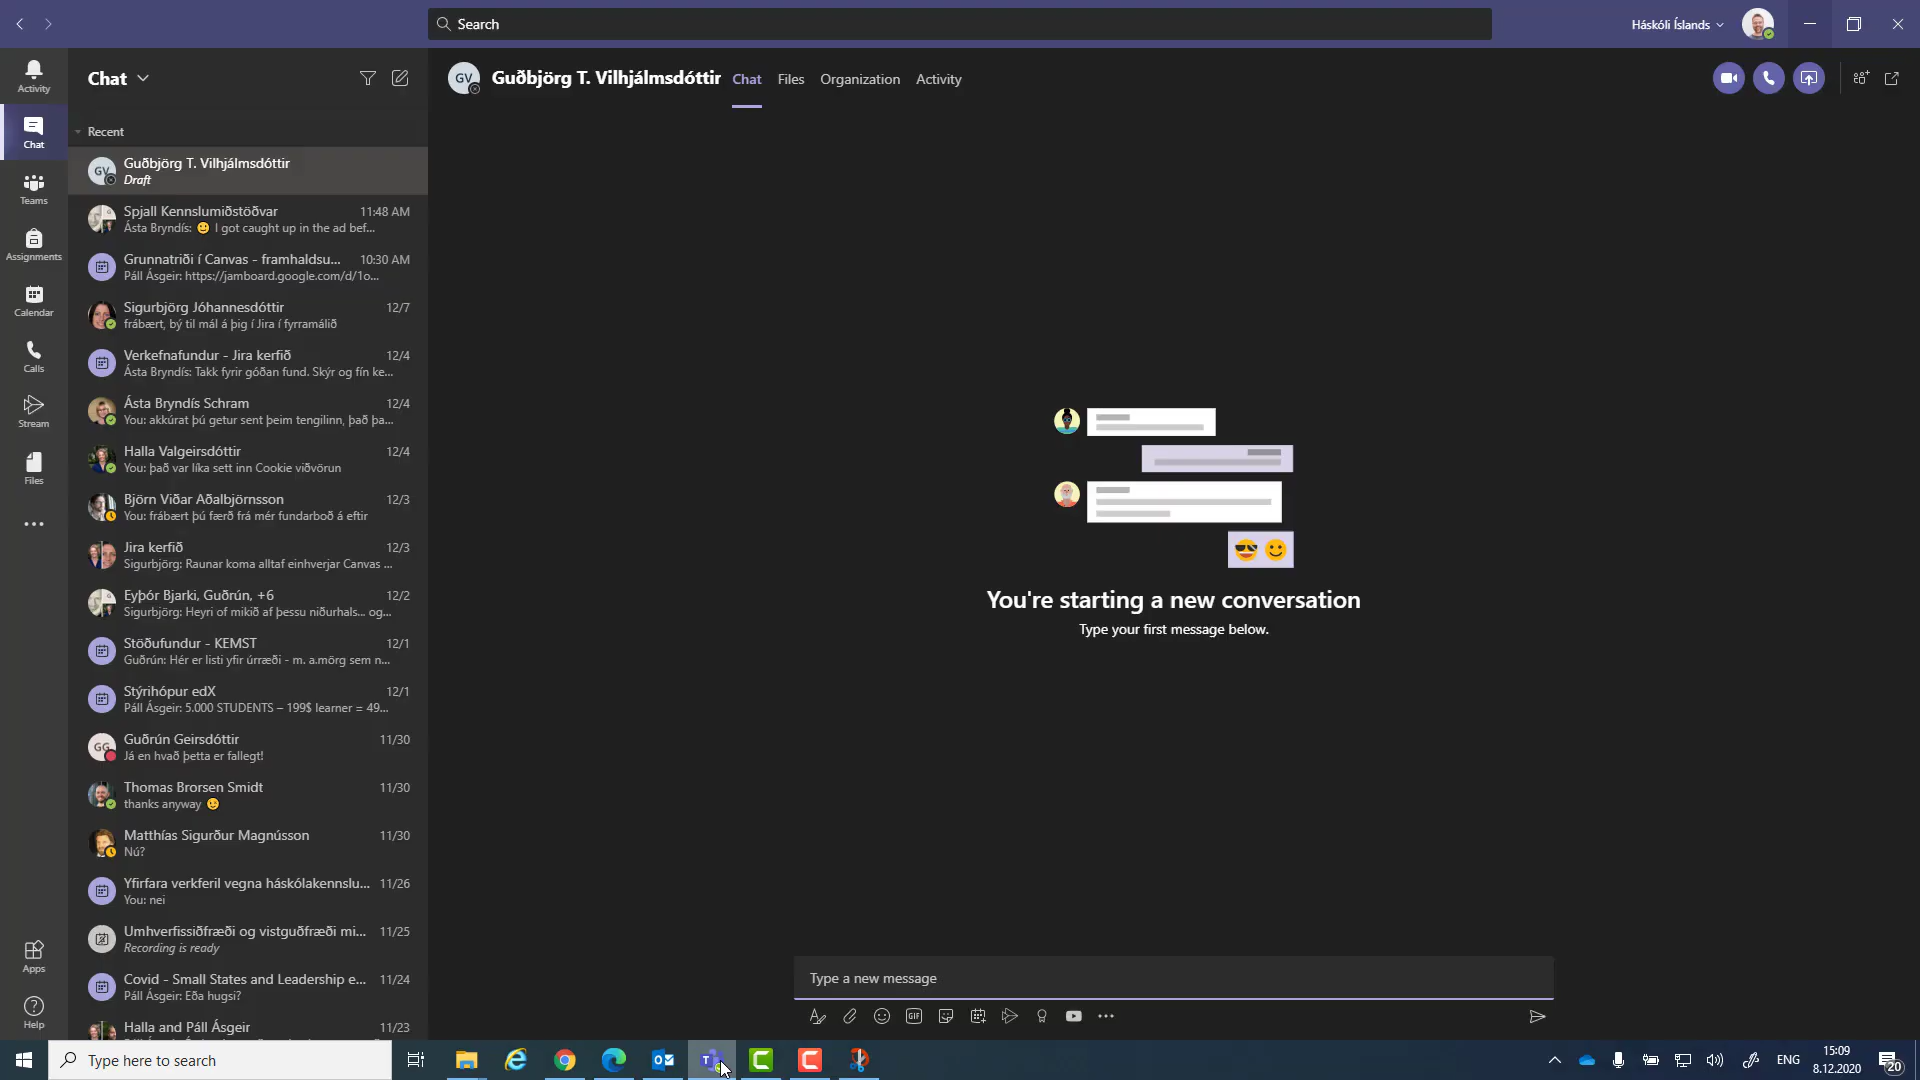 Search
Háskóli Íslands
Activity
Chat
Teams
Assignments
Calendar
Calls
Stream
Files
Apps
Help
Chat
Recent
GV
Guðbjörg T. Vilhjálmsdóttir
Draft
Spjall Kennslumiðstöðvar 11:48 AM
Ásta Bryndís: 🙂 I got caught up in the ad bef...
Grunnatriði í Canvas - framhaldsu... 10:30 AM
Páll Ásgeir: https://jamboard.google.com/d/1o...
Sigurbjörg Jóhannesdóttir 12/7
frábært, bý til mál á þig í Jira í fyrramálið
Verkefnafundur - Jira kerfið 12/4
Ásta Bryndís: Takk fyrir góðan fund. Skýr og fín ke...
Ásta Bryndís Schram 12/4
You: akkúrat þú getur sent þeim tengilinn, það þa...
Halla Valgeirsdóttir 12/4
You: það var líka sett inn Cookie viðvörun
Björn Viðar Aðalbjörnsson 12/3
You: frábært þú færð frá mér fundarboð á eftir
Jira kerfið 12/3
Sigurbjörg: Raunar koma alltaf einhverjar Canvas ...
Eyþór Bjarki, Guðrún, +6 12/2
Sigurbjörg: Heyri of mikið af þessu niðurhals... og...
Stöðufundur - KEMST 12/1
Guðrún: Hér er listi yfir úrræði - m. a.mörg sem n...
Stýrihópur edX 12/1
Páll Ásgeir: 5.000 STUDENTS – 199$ learner = 49...
GG
Guðrún Geirsdóttir 11/30
Já en hvað þetta er fallegt!
Thomas Brorsen Smidt 11/30
thanks anyway 😉
Matthías Sigurður Magnússon 11/30
Nú?
Yfirfara verkferil vegna háskólakennslu... 11/26
You: nei
Umhverfissiðfræði og vistguðfræði mi... 11/25
Recording is ready
Covid - Small States and Leadership e... 11/24
Páll Ásgeir: Eða hugsi?
Halla and Páll Ásgeir 11/23
GV
Guðbjörg T. Vilhjálmsdóttir Chat Files Organization Activity
You're starting a new conversation
Type your first message below.
Type a new message
GIF
Type here to search
ENG
15:09
8.12.2020
20